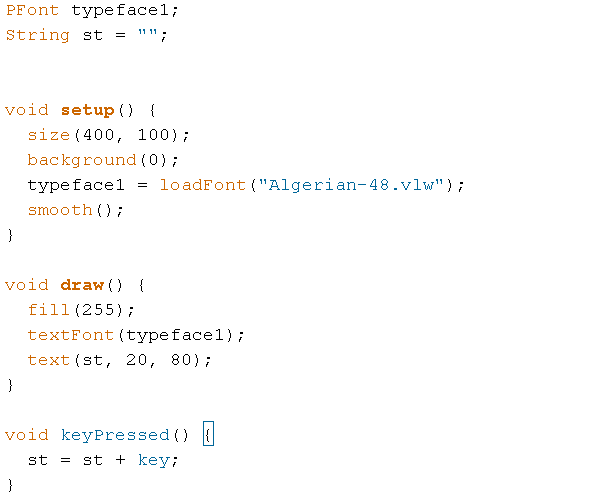 PFont typeface1;
String st = "";
void setup() {
  size(400, 100);
  background(0);
  typeface1 = loadFont("Algerian-48.vlw");
  smooth();
}
void draw() {
  fill(255);
  textFont(typeface1);
  text(st, 20, 80);
}
void keyPressed() {
  st = st + key;
}